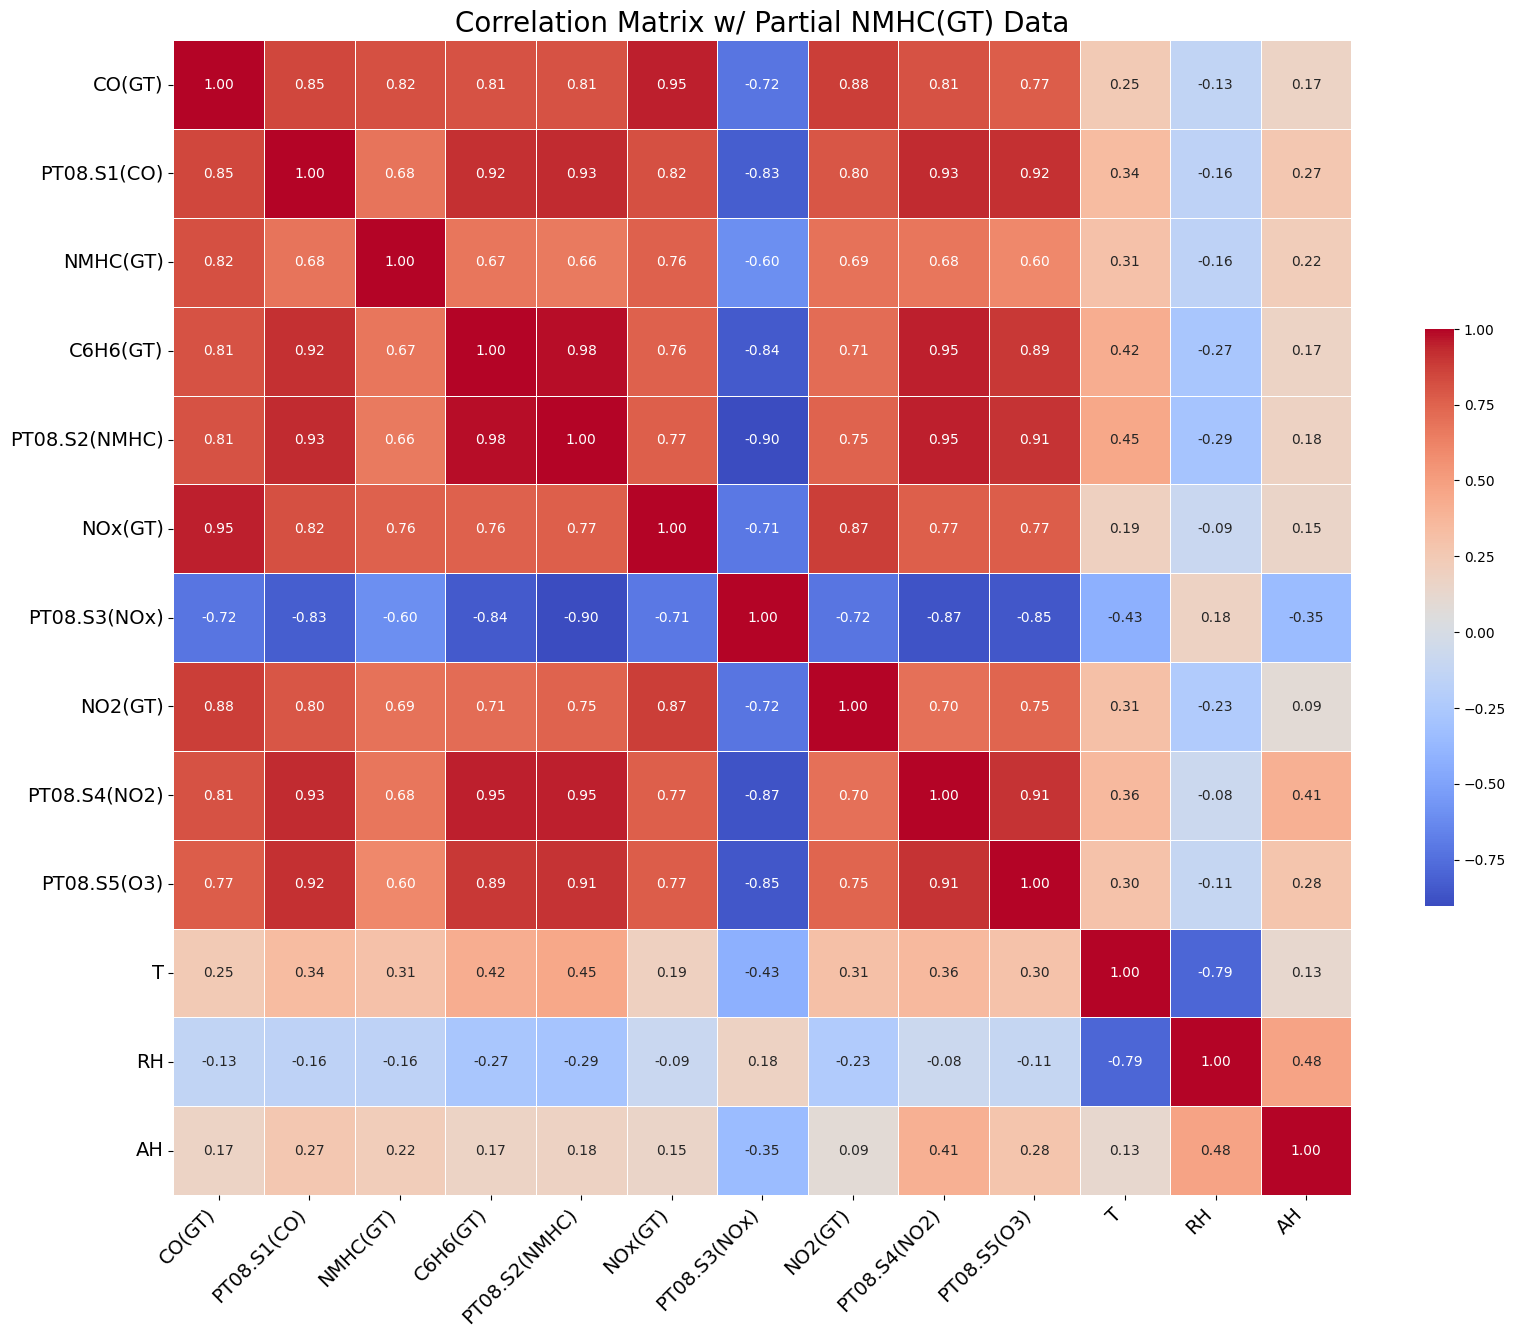 Correlation Matrix w/ Partial NMHC(GT) Data
CO(GT) 1.00 0.85 0.82 0.81 0.81 0.95 -0.72 0.88 0.81 0.77 0.25 -0.13 0.17
PT08.S1(CO) 0.85 1.00 0.68 0.92 0.93 0.82 -0.83 0.80 0.93 0.92 0.34 -0.16 0.27
NMHC(GT) 0.82 0.68 1.00 0.67 0.66 0.76 -0.60 0.69 0.68 0.60 0.31 -0.16 0.22
C6H6(GT) 0.81 0.92 0.67 1.00 0.98 0.76 -0.84 0.71 0.95 0.89 0.42 -0.27 0.17
PT08.S2(NMHC) 0.81 0.93 0.66 0.98 1.00 0.77 -0.90 0.75 0.95 0.91 0.45 -0.29 0.18
NOx(GT) 0.95 0.82 0.76 0.76 0.77 1.00 -0.71 0.87 0.77 0.77 0.19 -0.09 0.15
PT08.S3(NOx) -0.72 -0.83 -0.60 -0.84 -0.90 -0.71 1.00 -0.72 -0.87 -0.85 -0.43 0.18 -0.35
NO2(GT) 0.88 0.80 0.69 0.71 0.75 0.87 -0.72 1.00 0.70 0.75 0.31 -0.23 0.09
PT08.S4(NO2) 0.81 0.93 0.68 0.95 0.95 0.77 -0.87 0.70 1.00 0.91 0.36 -0.08 0.41
PT08.S5(O3) 0.77 0.92 0.60 0.89 0.91 0.77 -0.85 0.75 0.91 1.00 0.30 -0.11 0.28
T 0.25 0.34 0.31 0.42 0.45 0.19 -0.43 0.31 0.36 0.30 1.00 -0.79 0.13
RH -0.13 -0.16 -0.16 -0.27 -0.29 -0.09 0.18 -0.23 -0.08 -0.11 -0.79 1.00 0.48
AH 0.17 0.27 0.22 0.17 0.18 0.15 -0.35 0.09 0.41 0.28 0.13 0.48 1.00
CO(GT) PT08.S1(CO) NMHC(GT) C6H6(GT) PT08.S2(NMHC) NOx(GT) PT08.S3(NOx) NO2(GT) PT08.S4(NO2) PT08.S5(O3) T RH AH
1.00
0.75
0.50
0.25
0.00
−0.25
−0.50
−0.75